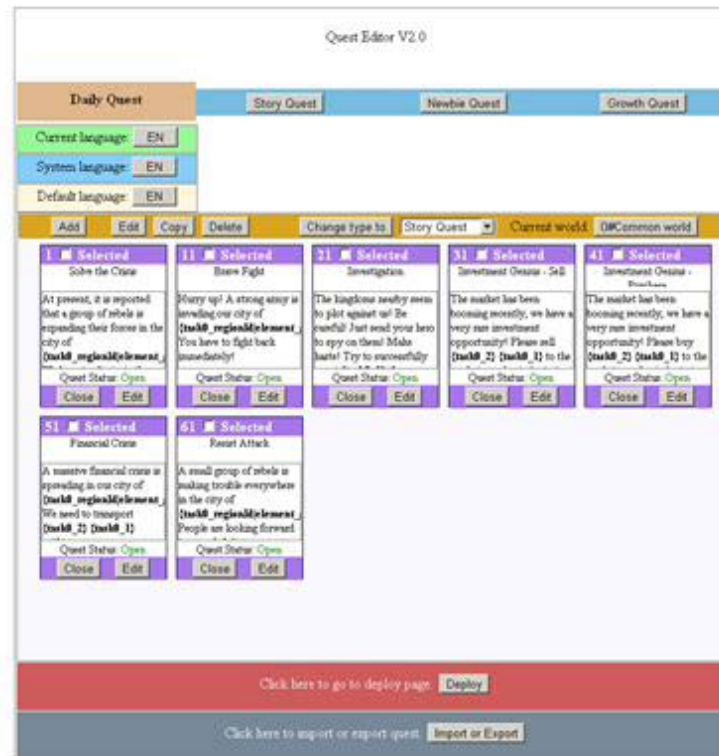 Quest Editor V2.0
Daily Quest
Story Quest
Newbie Quest
Growth Quest
Current language: EN
System language: EN
Default language: EN
Add Edit Copy Delete Change type to Story Quest Current world 0#Common world
1 Selected
Solve the Crisis
At present, it is reported
that a group of rebels is
expanding their forces in the
city of
{task0_regionId|element_
Quest Status: Open
Close Edit
11 Selected
Brave Fight
Hurry up! A strong army is
invading our city of
{task0_regionId|element_
You have to fight back
immediately!
Quest Status: Open
Close Edit
21 Selected
Investigation
The kingdoms nearby seem
to plot against us! Be
careful! Just send your hero
to spy on them! Make
haste! Try to successfully
Quest Status: Open
Close Edit
31 Selected
Investment Genius - Sell
The market has been
booming recently, we have a
very rare investment
opportunity! Please sell
{task0_2} {task0_1} to the
Quest Status: Open
Close Edit
41 Selected
Investment Genius -
The market has been
booming recently, we have a
very rare investment
opportunity! Please buy
{task0_2} {task0_1} to the
Quest Status: Open
Close Edit
51 Selected
Financial Crisis
A massive financial crisis is
spreading in our city of
{task0_regionId|element_
We need to transport
{task0_2} {task0_1}
Quest Status: Open
Close Edit
61 Selected
Resist Attack
A small group of rebels is
making trouble everywhere
in the city of
{task0_regionId|element_
People are looking forward
Quest Status: Open
Close Edit
Click here to go to deploy page. Deploy
Click here to import or export quest. Import or Export